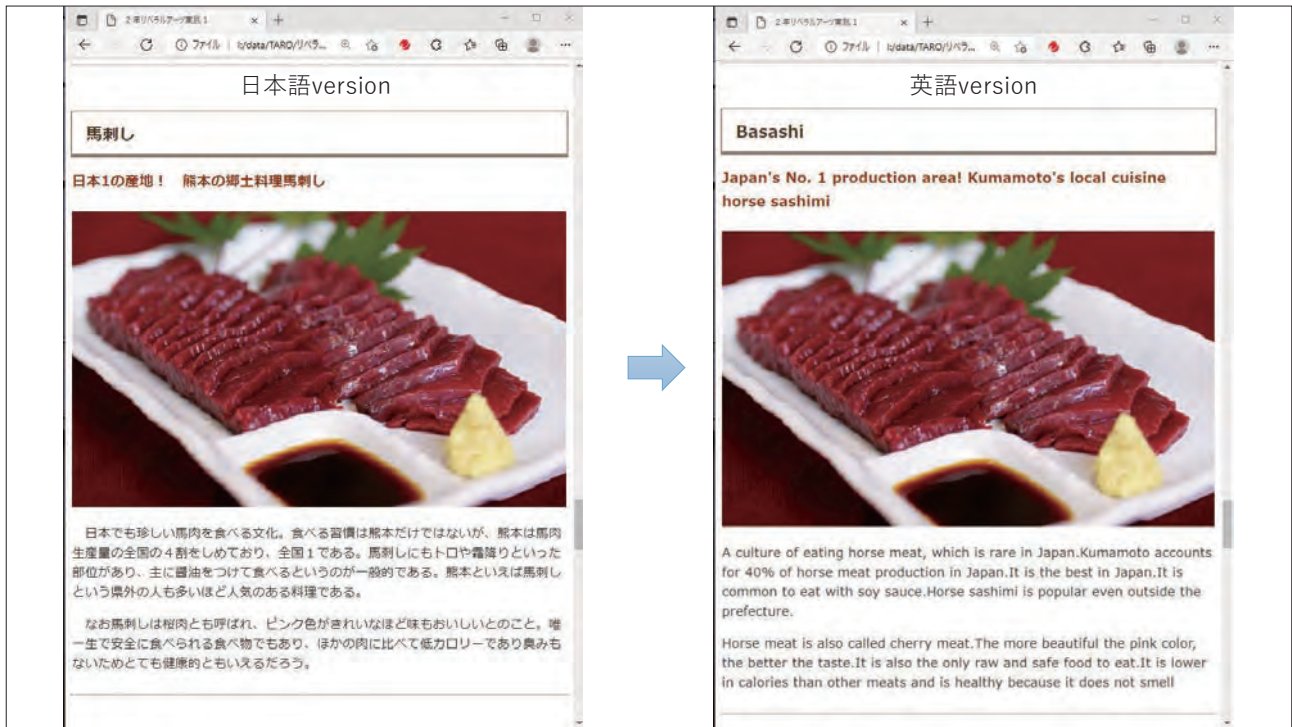 2年リベラルアーツ実践1
ファイル
b/data/TARO/リベラ...
日本語version
馬刺し
日本1の産地!　熊本の郷土料理馬刺し
日本でも珍しい馬肉を食べる文化。食べる習慣は熊本だけではないが、熊本は馬肉
生産量の全国の4割をしめており、全国1である。馬刺しにもトロや霜降りといった
部位があり、主に醤油をつけて食べるというのが一般的である。熊本といえば馬刺し
という県外の人も多いほど人気のある料理である。
なお馬刺しは桜肉とも呼ばれ、ピンク色がきれいなほど味もおいしいとのこと。唯
一生で安全に食べられる食べ物でもあり、ほかの肉に比べて低カロリーであり臭みも
ないためとても健康的ともいえるだろう。
2年リベラルアーツ実践1
ファイル
b/data/TARO/リベラ...
英語version
Basashi
Japan's No. 1 production area! Kumamoto's local cuisine
horse sashimi
A culture of eating horse meat, which is rare in Japan.Kumamoto accounts
for 40% of horse meat production in Japan.It is the best in Japan.It is
common to eat with soy sauce.Horse sashimi is popular even outside the
prefecture.
Horse meat is also called cherry meat.The more beautiful the pink color,
the better the taste.It is also the only raw and safe food to eat.It is lower
in calories than other meats and is healthy because it does not smell